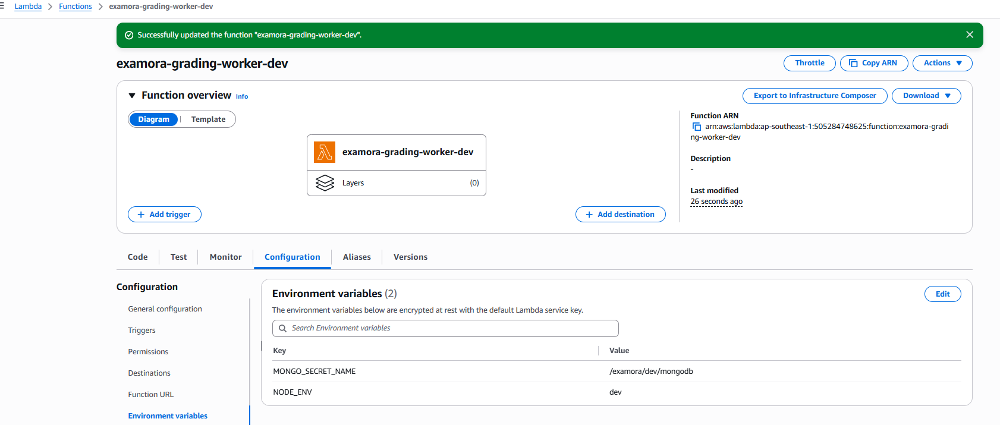 Lambda > Functions > examora-grading-worker-dev
Successfully updated the function "examora-grading-worker-dev".
examora-grading-worker-dev
Throttle
Copy ARN
Actions
Function overview Info
Export to Infrastructure Composer
Download
Diagram
Template
examora-grading-worker-dev
Layers (0)
+ Add trigger
+ Add destination
Function ARN
arn:aws:lambda:ap-southeast-1:505284748625:function:examora-gradi
ng-worker-dev
Description
-
Last modified
26 seconds ago
Code
Test
Monitor
Configuration
Aliases
Versions
Configuration
General configuration
Triggers
Permissions
Destinations
Function URL
Environment variables
Environment variables (2)
Edit
The environment variables below are encrypted at rest with the default Lambda service key.
Search Environment variables
Key Value
MONGO_SECRET_NAME /examora/dev/mongodb
NODE_ENV dev